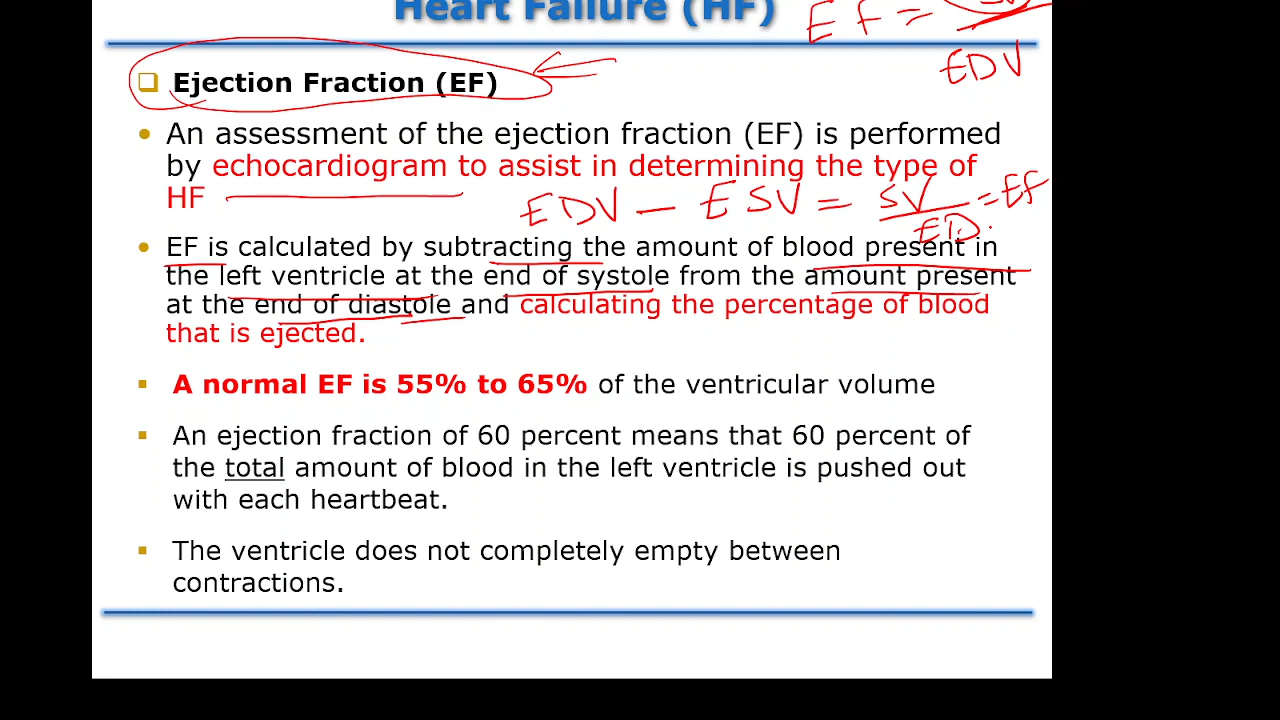 Heart Failure (HF)
EF =
EDV
Ejection Fraction (EF)
An assessment of the ejection fraction (EF) is performed
by echocardiogram to assist in determining the type of
HF
EDV - ESV = SV = EF
ED.
EF is calculated by subtracting the amount of blood present in
the left ventricle at the end of systole from the amount present
at the end of diastole and calculating the percentage of blood
that is ejected.
A normal EF is 55% to 65% of the ventricular volume
An ejection fraction of 60 percent means that 60 percent of
the total amount of blood in the left ventricle is pushed out
with each heartbeat.
The ventricle does not completely empty between
contractions.